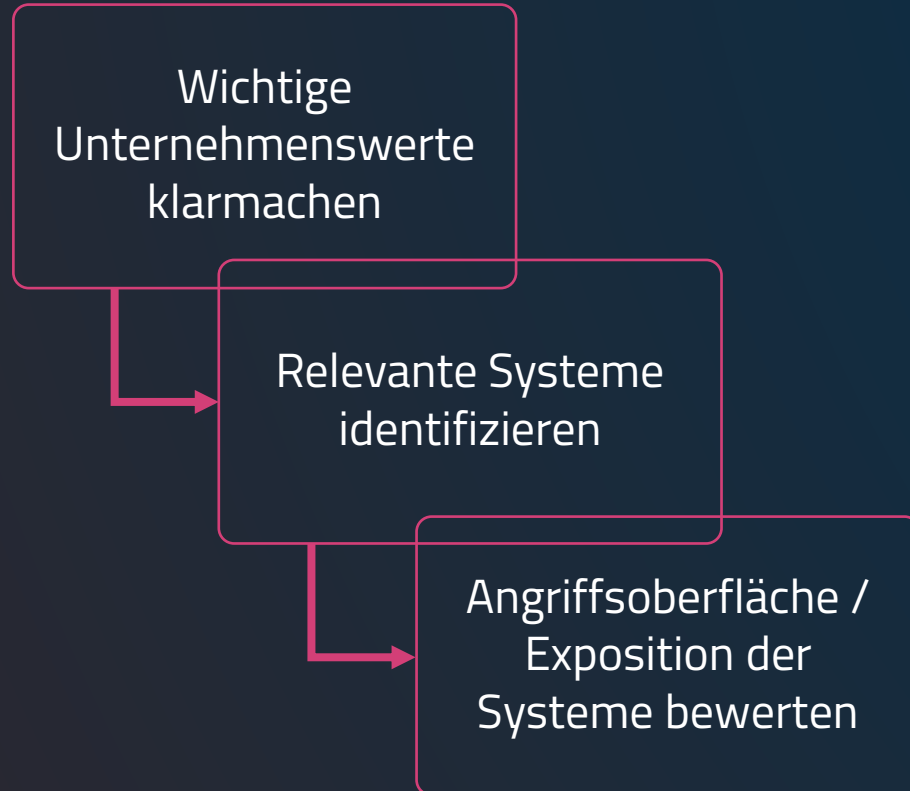 Wichtige
Unternehmenswerte
klarmachen
Relevante Systeme
identifizieren
Angriffsoberfläche /
Exposition der
Systeme bewerten